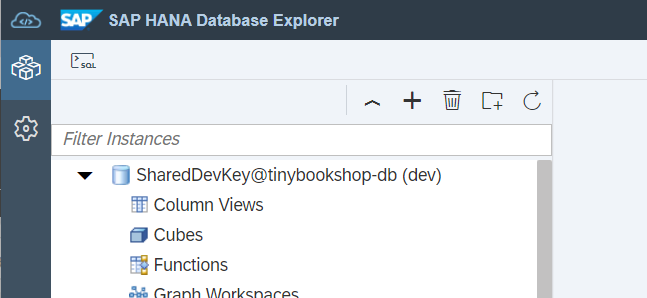 SAP SAP HANA Database Explorer
SQL
Filter Instances
SharedDevKey@tinybookshop-db (dev)
Column Views
Cubes
Functions
Graph Workspaces